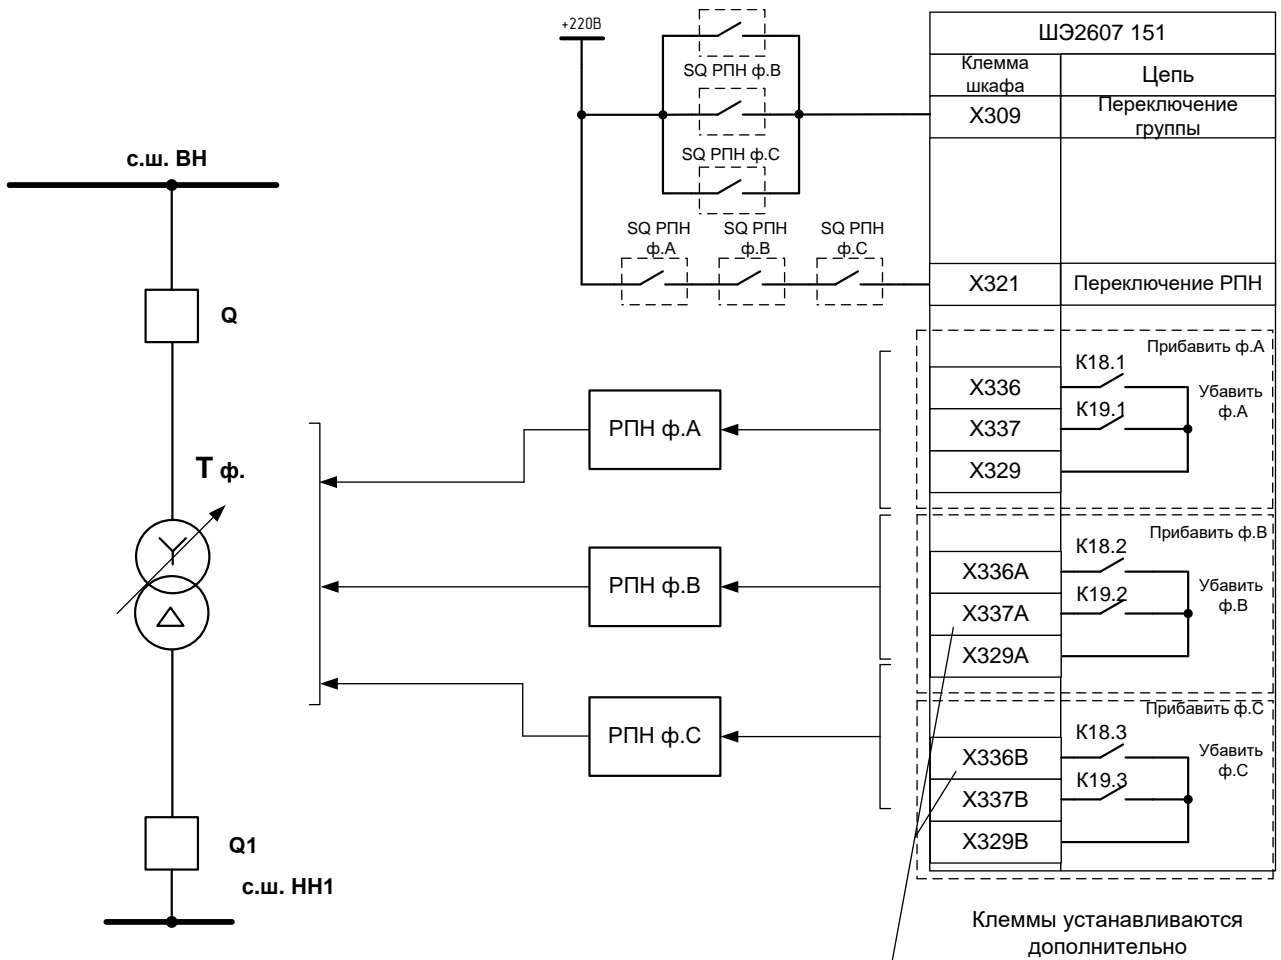 +220В
SQ РПН ф.В
SQ РПН ф.С
SQ РПН ф.А
SQ РПН ф.В
SQ РПН ф.С
ШЭ2607 151
Клемма шкафа
Цепь
X309
Переключение группы
X321
Переключение РПН
с.ш. ВН
Q
Т ф.
Q1
с.ш. НН1
РПН ф.А
РПН ф.В
РПН ф.С
Прибавить ф.А
X336
К18.1
Убавить ф.А
X337
К19.1
X329
Прибавить ф.В
X336А
К18.2
Убавить ф.В
X337А
К19.2
X329А
Прибавить ф.С
X336В
К18.3
Убавить ф.С
X337В
К19.3
X329В
Клеммы устанавливаются
дополнительно